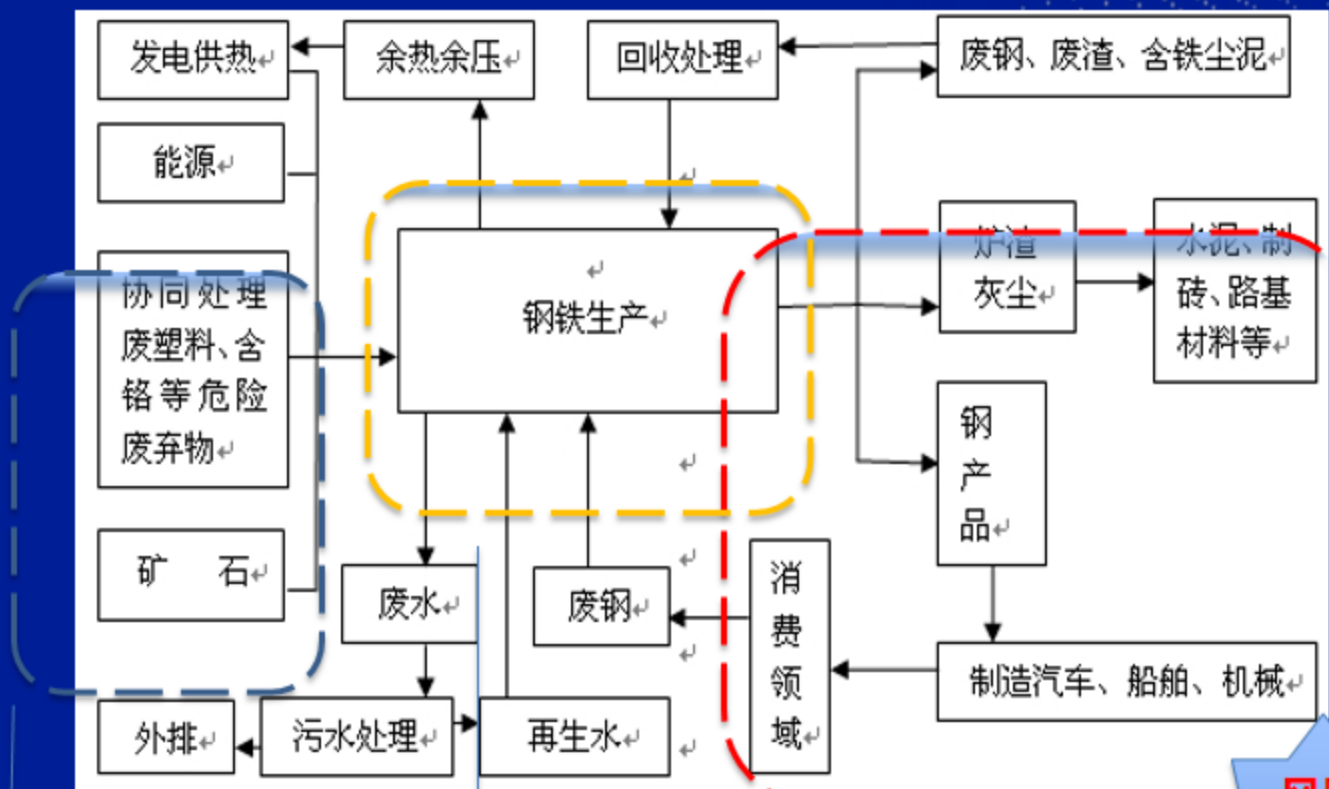 发电供热
余热余压
回收处理
废钢、废渣、含铁尘泥
能源
协同处理
废塑料、含
铬等危险
废弃物
钢铁生产
炉渣
灰尘
水泥、制
砖、路基
材料等
钢
产
品
矿 石
废水
废钢
消
费
领
域
制造汽车、船舶、机械
外排
污水处理
再生水